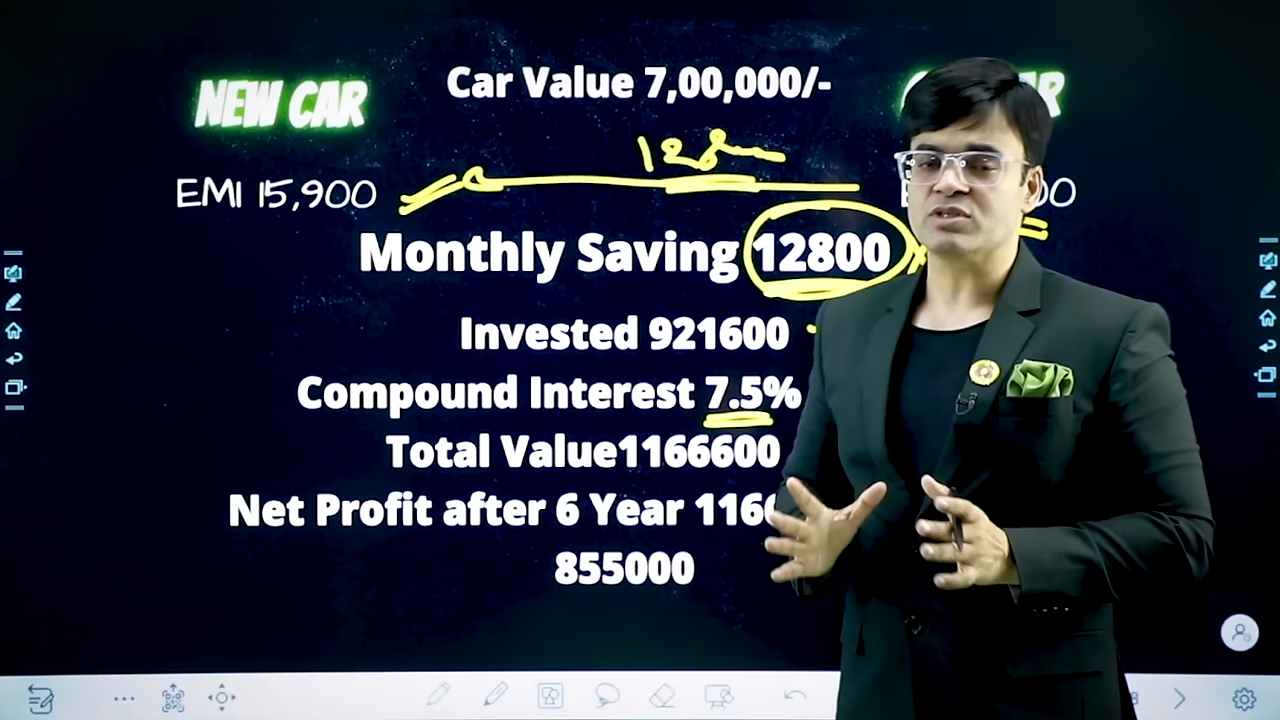 Car Value 7,00,000/-
NEW CAR
EMI 15,900
Monthly Saving 12800
Invested 921600
Compound Interest 7.5%
Total Value1166600
Net Profit after 6 Year
855000